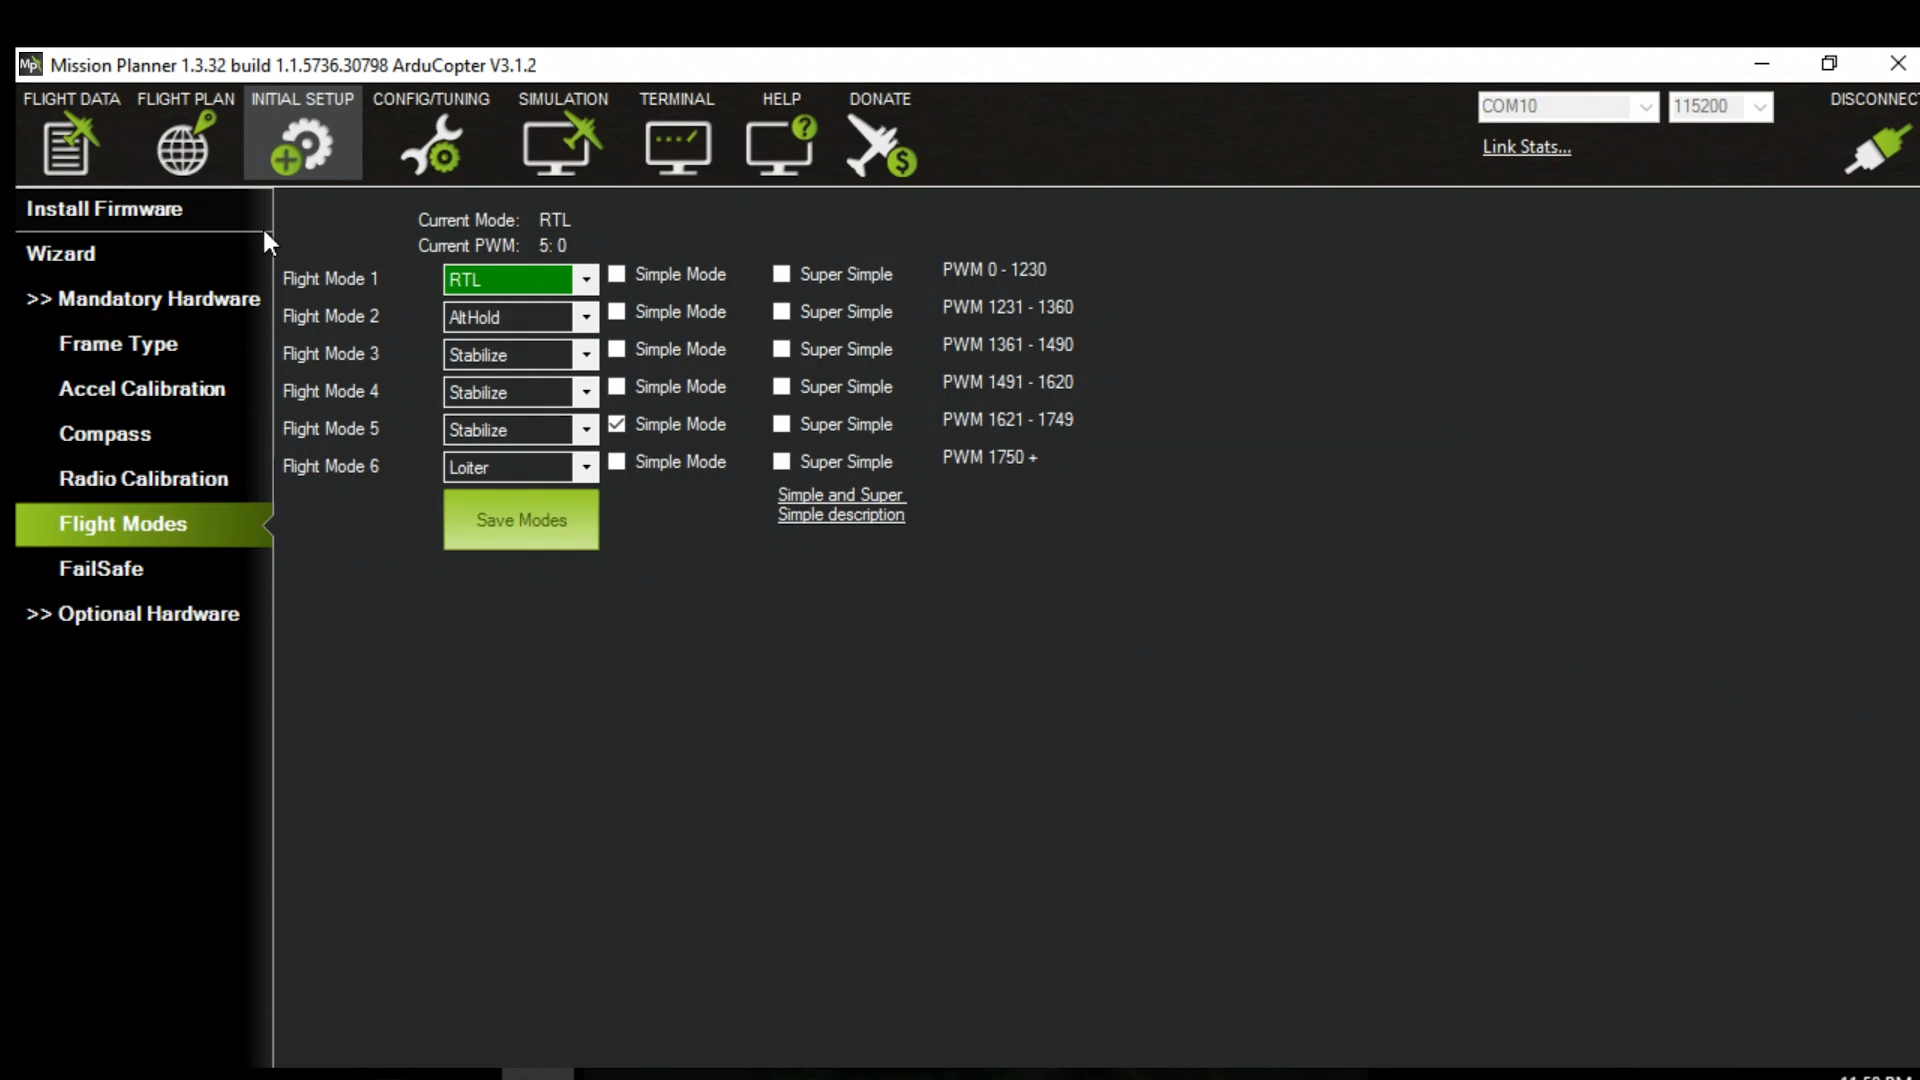 Mission Planner 1.3.32 build 1.1.5736.30798 ArduCopter V3.1.2
FLIGHT DATA FLIGHT PLAN INITIAL SETUP CONFIG/TUNING SIMULATION TERMINAL HELP DONATE
COM10 115200 DISCONNECT
Link Stats...
Install Firmware
Wizard
>> Mandatory Hardware
Frame Type
Accel Calibration
Compass
Radio Calibration
Flight Modes
FailSafe
>> Optional Hardware
Current Mode: RTL
Current PWM: 5: 0
Flight Mode 1 RTL Simple Mode Super Simple PWM 0 - 1230
Flight Mode 2 AltHold Simple Mode Super Simple PWM 1231 - 1360
Flight Mode 3 Stabilize Simple Mode Super Simple PWM 1361 - 1490
Flight Mode 4 Stabilize Simple Mode Super Simple PWM 1491 - 1620
Flight Mode 5 Stabilize Simple Mode Super Simple PWM 1621 - 1749
Flight Mode 6 Loiter Simple Mode Super Simple PWM 1750 +
Save Modes
Simple and Super
Simple description